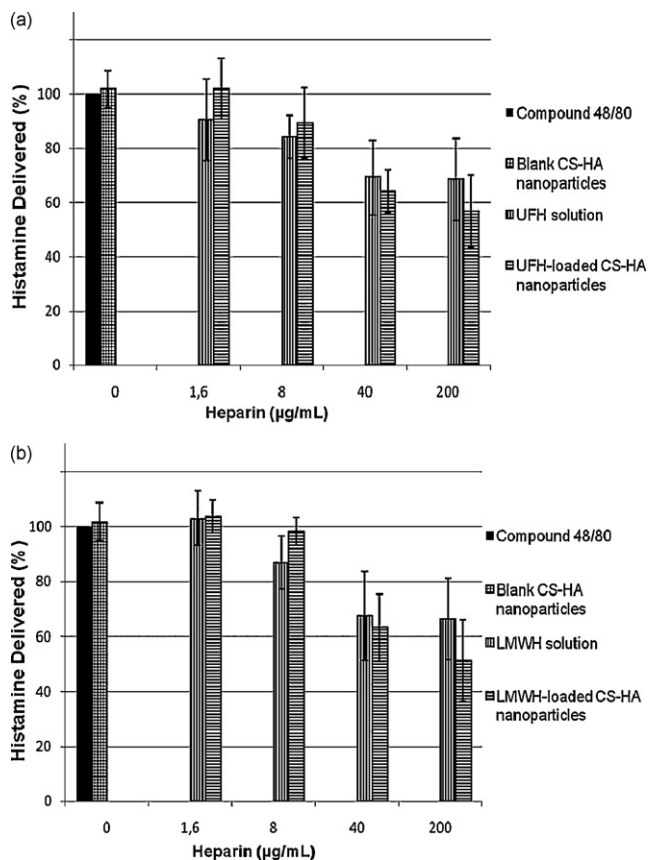 (a)
Histamine Delivered (%)
100
80
60
40
20
0
0 1,6 8 40 200
Heparin (µg/mL)
Compound 48/80
Blank CS-HA
nanoparticles
UFH solution
UFH-loaded CS-HA
nanoparticles
(b)
Histamine Delivered (%)
100
80
60
40
20
0
0 1,6 8 40 200
Heparin (µg/mL)
Compound 48/80
Blank CS-HA
nanoparticles
LMWH solution
LMWH-loaded CS-HA
nanoparticles